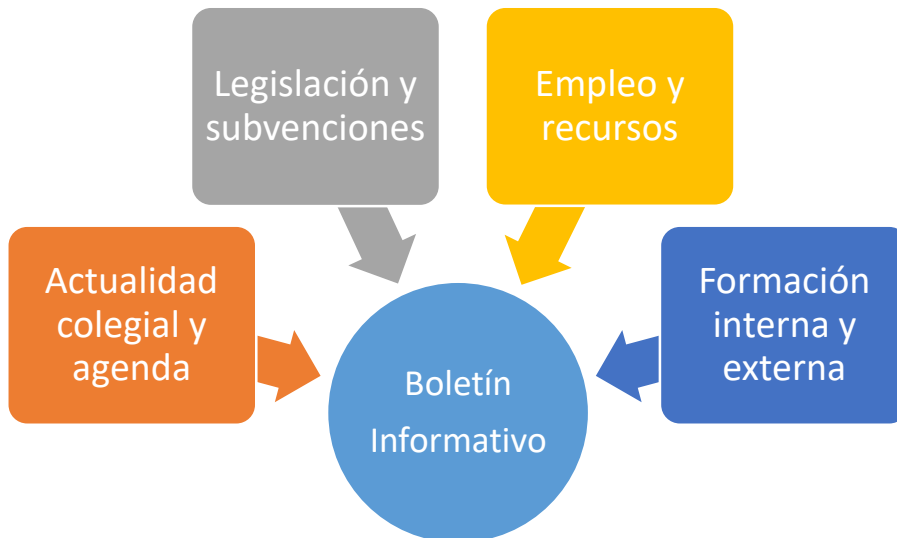 Legislación y
subvenciones
Empleo y
recursos
Actualidad
colegial y
agenda
Formación
interna y
externa
Boletín
Informativo